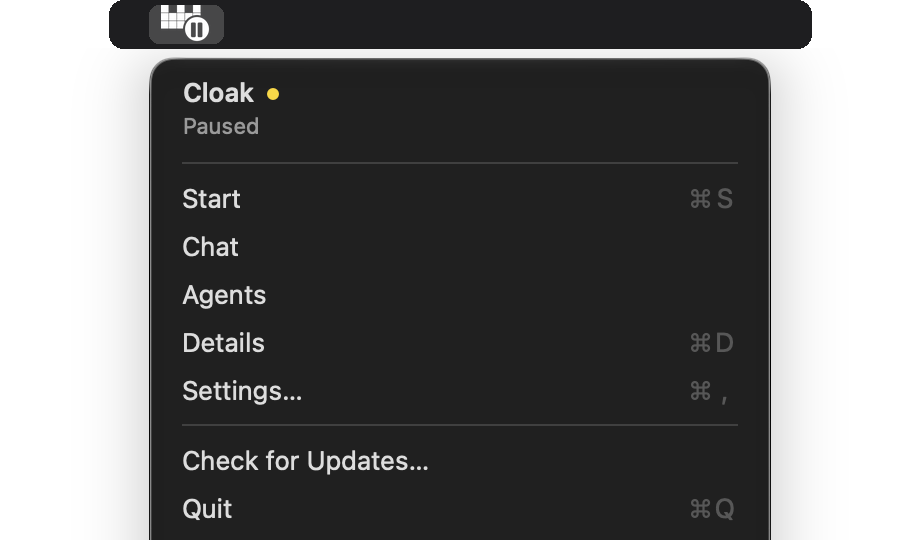 Cloak
Paused
Start ⌘ S
Chat
Agents
Details ⌘ D
Settings... ⌘ ,
Check for Updates...
Quit ⌘ Q